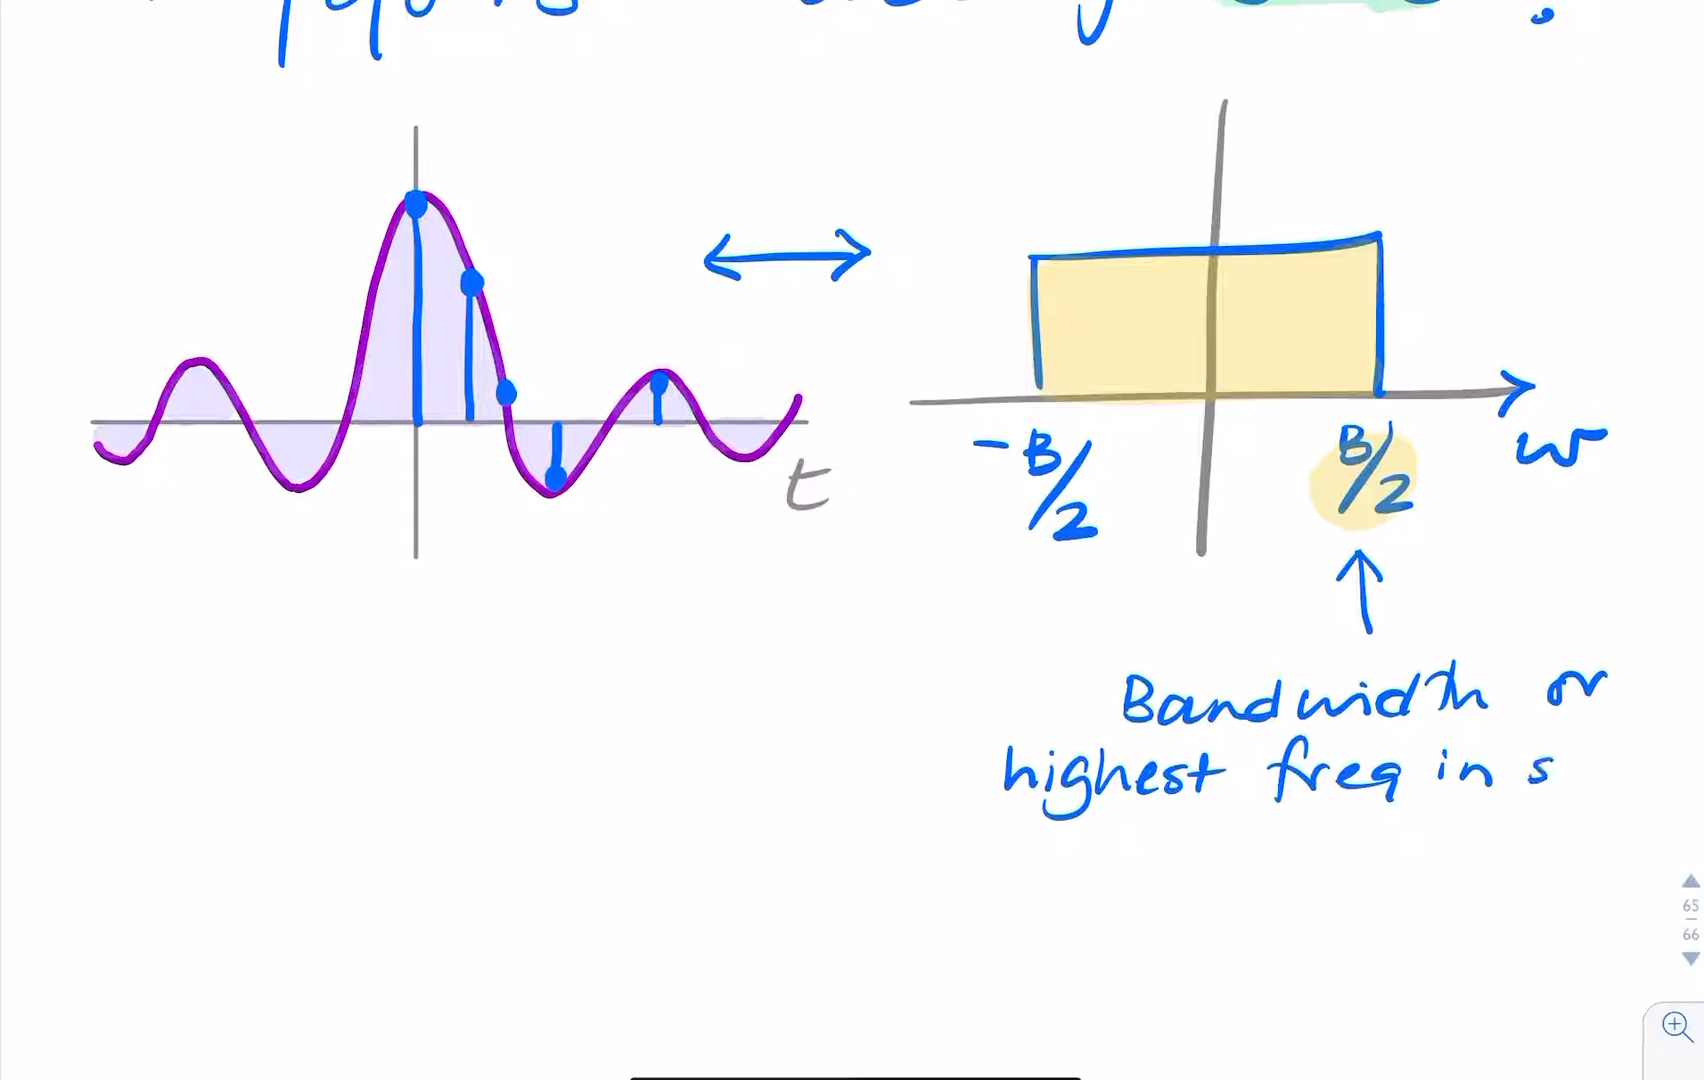 t
-B/2
B/2
w
Bandwidth or
highest freq in s
65
66